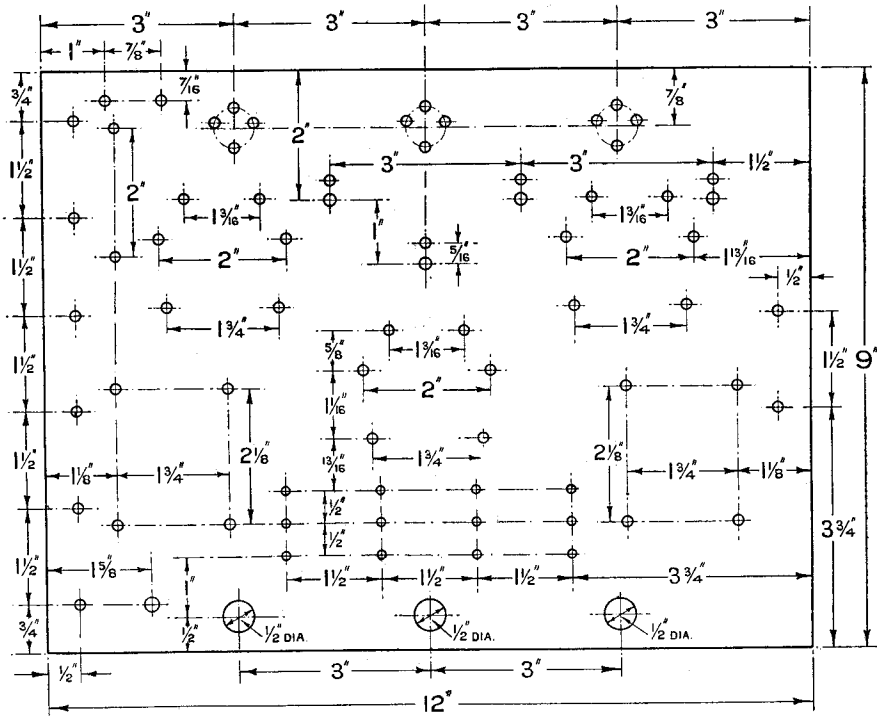 3" 3" 3" 3"
1" 7/8"
3/4" 7/16" 7/8"
2"
3" 3" 1 1/2"
1 1/2" 2"
1 3/16" 1" 1 3/16"
5/16"
2" 2" 1 13/16"
1 1/2" 1/2"
1 3/4" 1 3/4"
5/8" 1 3/16" 1 1/2" 9"
1 1/2"
2"
1 1/16"
2 1/8" 2 1/8"
1 3/4"
1 1/2" 1 1/8" 1 3/4" 13/16" 1 3/4" 1 1/8"
1/2"
1/2" 3 3/4"
1 1/2" 1 5/8" 1" 1 1/2" 1 1/2" 1 1/2" 3 3/4"
3/4" 1/2" 1/2" DIA. 1/2" DIA. 1/2" DIA.
1/2" 3" 3"
12"